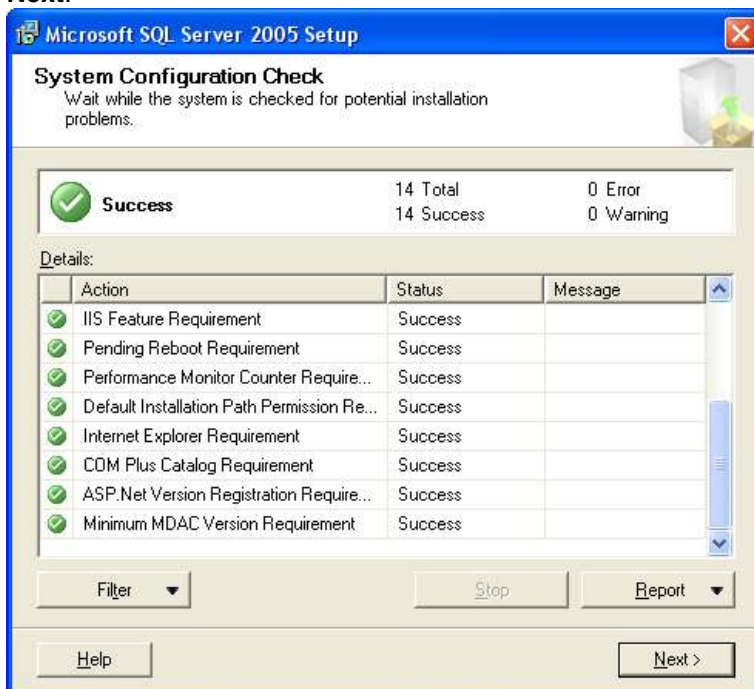 Next.
Microsoft SQL Server 2005 Setup
System Configuration Check
Wait while the system is checked for potential installation
problems.
Success 14 Total 0 Error
14 Success 0 Warning
Details:
Action Status Message
IIS Feature Requirement Success
Pending Reboot Requirement Success
Performance Monitor Counter Require... Success
Default Installation Path Permission Re... Success
Internet Explorer Requirement Success
COM Plus Catalog Requirement Success
ASP.Net Version Registration Require... Success
Minimum MDAC Version Requirement Success
Filter Stop Report
Help Next >